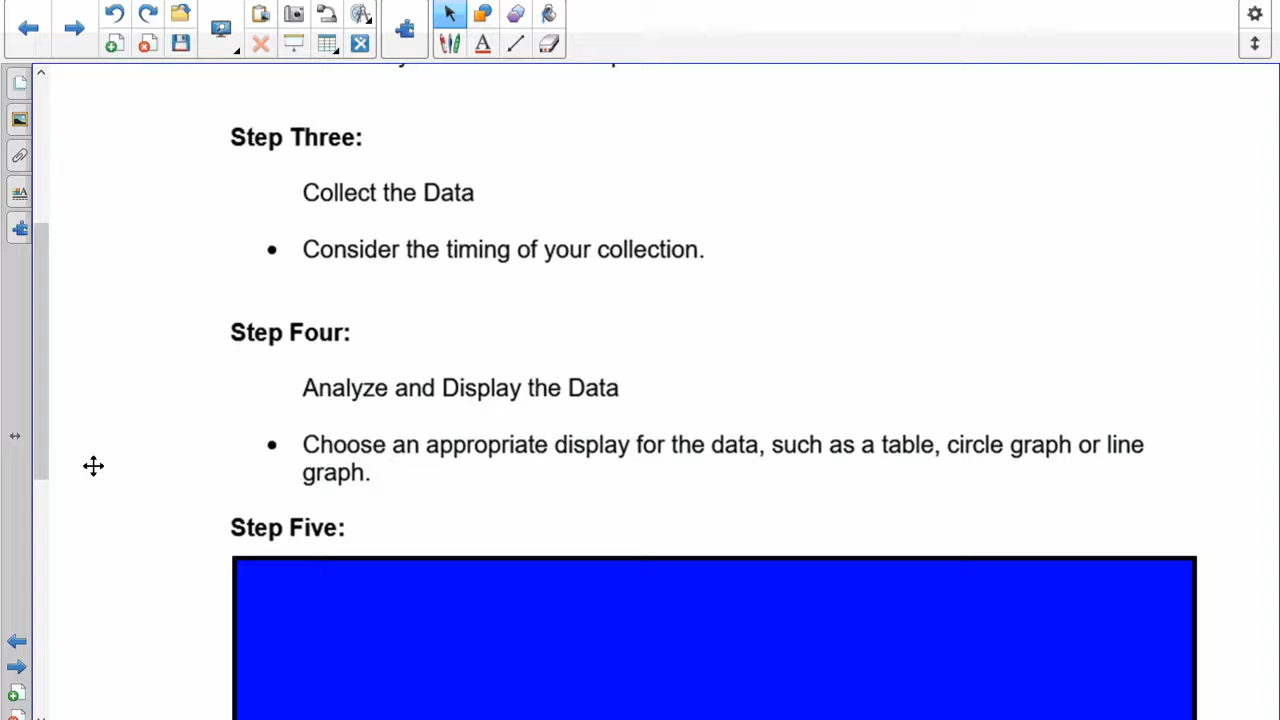 Step Three:
Collect the Data
• Consider the timing of your collection.
Step Four:
Analyze and Display the Data
• Choose an appropriate display for the data, such as a table, circle graph or line
graph.
Step Five: